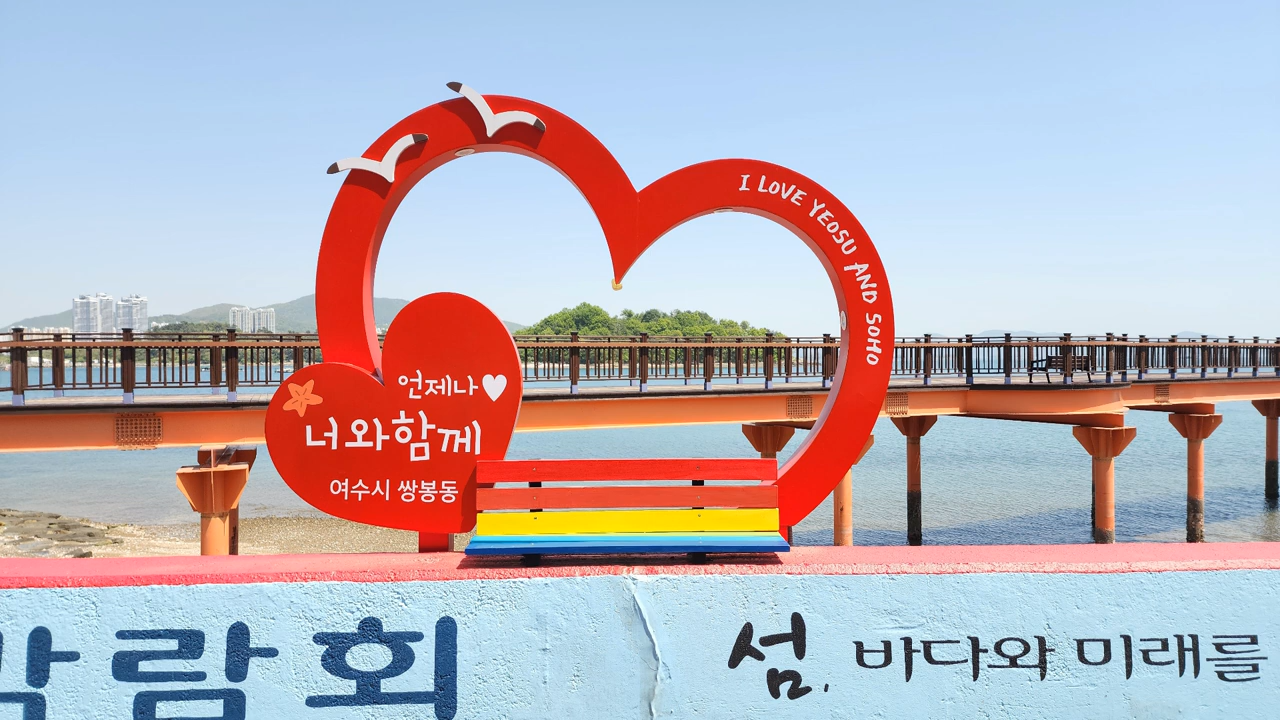 I LOVE YEOSU AND SOHO
언제나
너와함께
여수시 쌍봉동
박람회
섬, 바다와 미래를